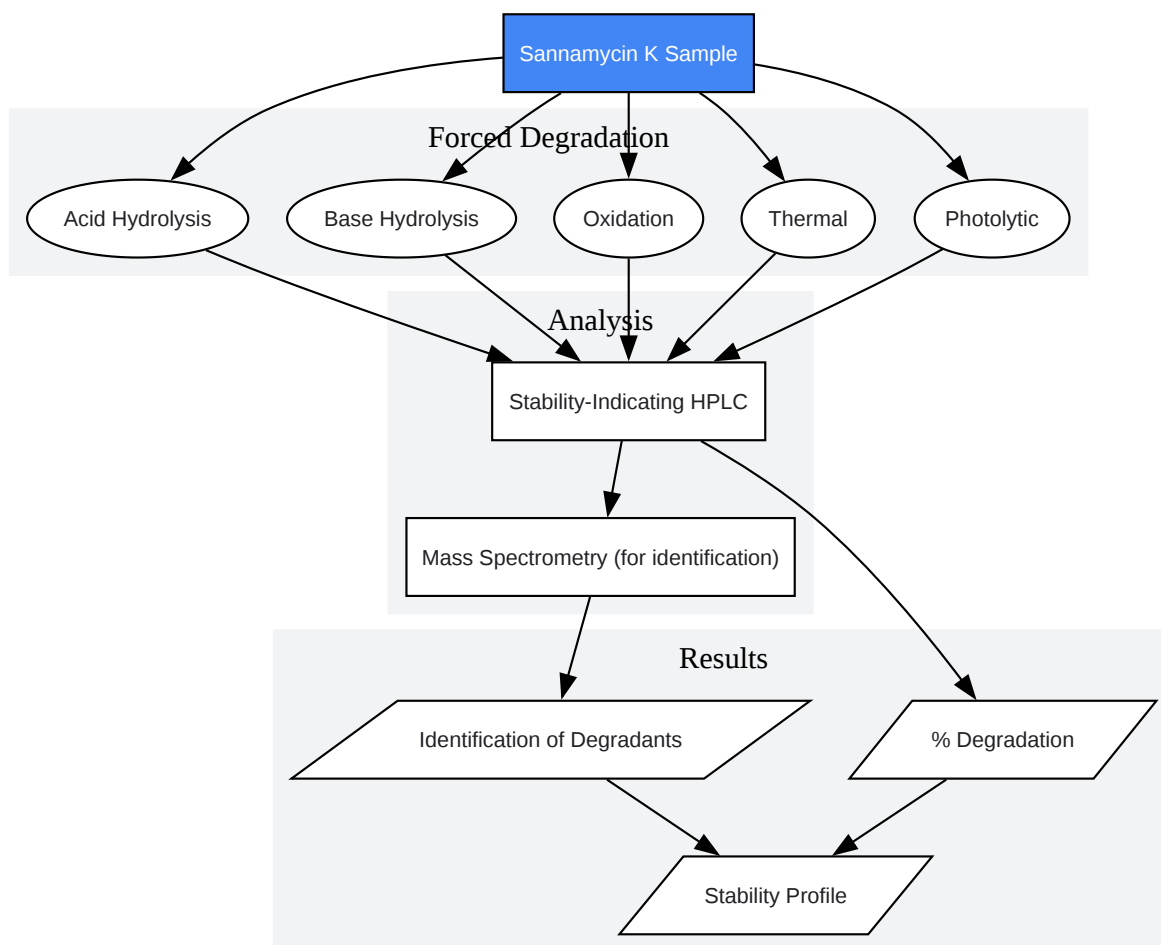 Sannamycin K Sample
Forced Degradation
Acid Hydrolysis
Base Hydrolysis
Oxidation
Thermal
Photolytic
Analysis
Stability-Indicating HPLC
Mass Spectrometry (for identification)
Results
Identification of Degradants
% Degradation
Stability Profile